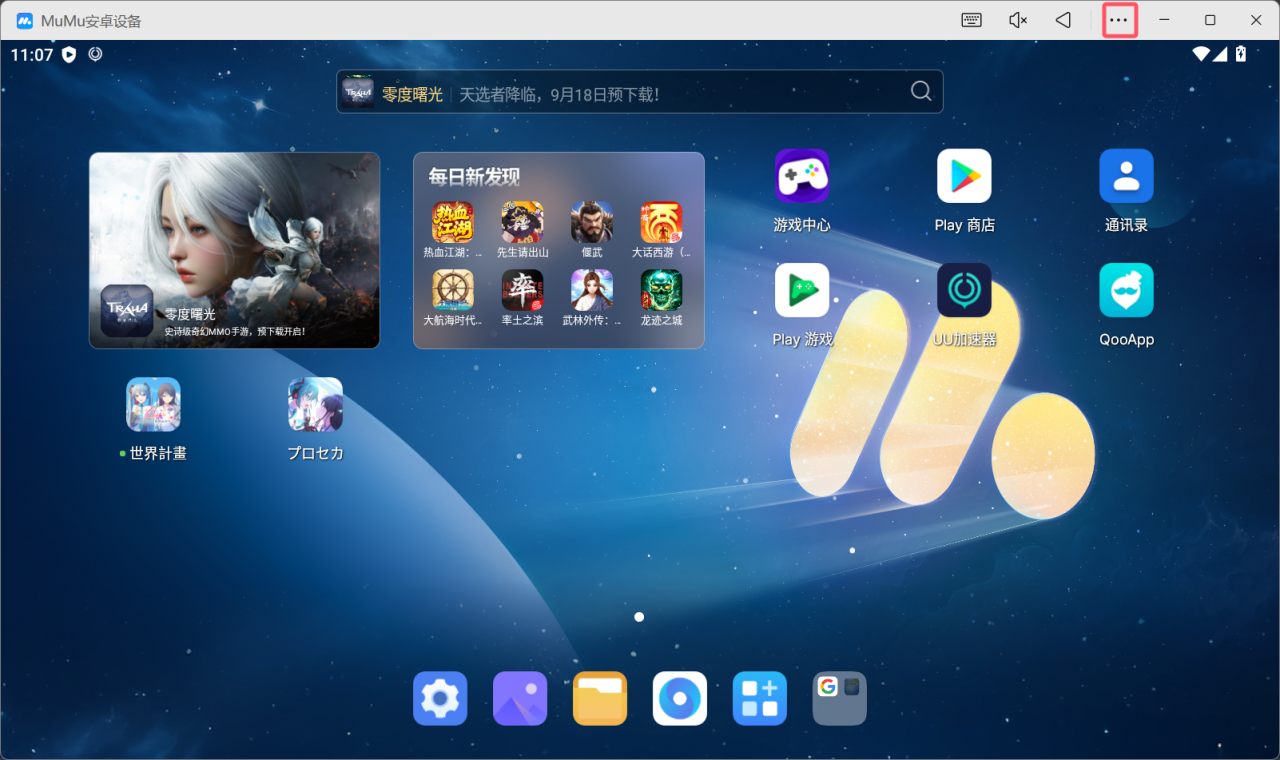 MuMu安卓设备
11:07
零度曙光 天选者降临，9月18日预下载！
TRAHA
零度曙光
史诗级奇幻MMO手游，预下载开启！
每日新发现
热血江湖：...
先生请出山
偃武
大话西游（...
大航海时代...
率土之滨
武林外传：...
龙迹之城
游戏中心
Play 商店
通讯录
Play 游戏
UU加速器
QooApp
世界計畫
プロセカ